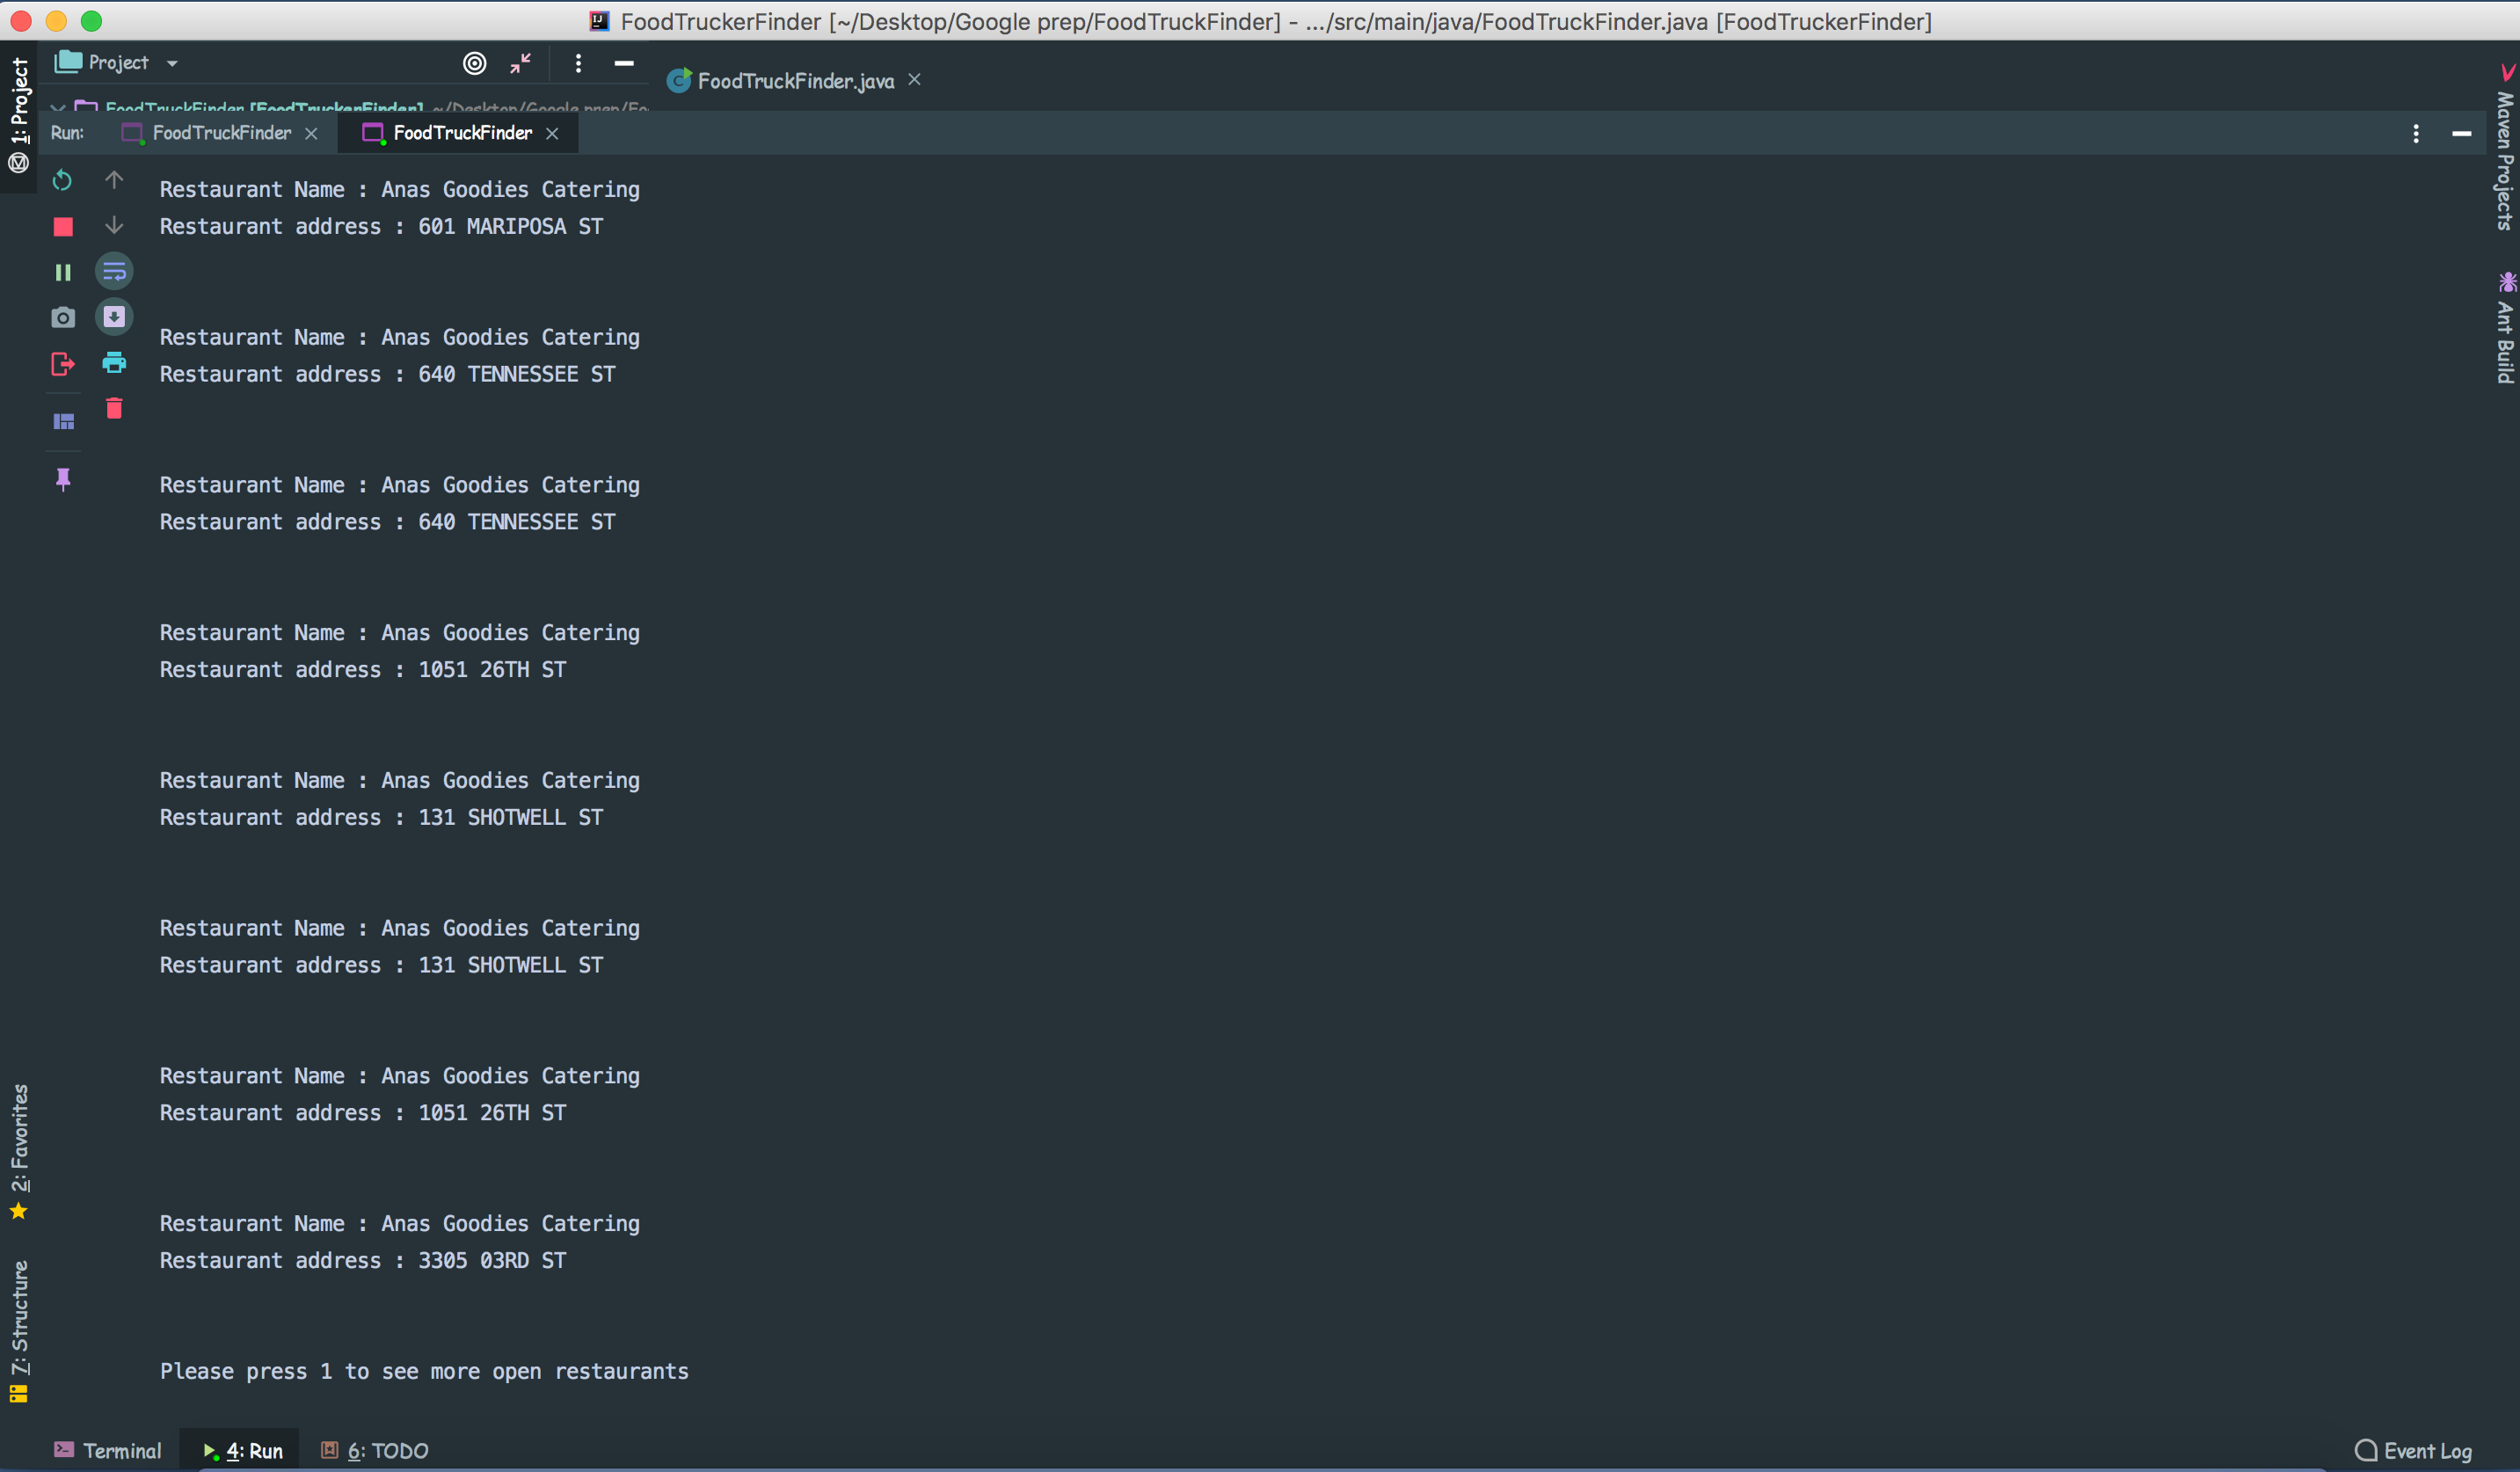 FoodTruckerFinder [~/Desktop/Google prep/FoodTruckFinder] - .../src/main/java/FoodTruckFinder.java [FoodTruckerFinder]
1: Project
Project
FoodTruckFinder.java
FoodTruckFinder [FoodTruckerFinder] ~/Desktop/Google prep/Fo
Run:
FoodTruckFinder
FoodTruckFinder
Restaurant Name : Anas Goodies Catering
Restaurant address : 601 MARIPOSA ST
Restaurant Name : Anas Goodies Catering
Restaurant address : 640 TENNESSEE ST
Restaurant Name : Anas Goodies Catering
Restaurant address : 640 TENNESSEE ST
Restaurant Name : Anas Goodies Catering
Restaurant address : 1051 26TH ST
Restaurant Name : Anas Goodies Catering
Restaurant address : 131 SHOTWELL ST
Restaurant Name : Anas Goodies Catering
Restaurant address : 131 SHOTWELL ST
Restaurant Name : Anas Goodies Catering
Restaurant address : 1051 26TH ST
Restaurant Name : Anas Goodies Catering
Restaurant address : 3305 03RD ST
Please press 1 to see more open restaurants
Maven Projects
Ant Build
2: Favorites
7: Structure
Terminal
4: Run
6: TODO
Event Log